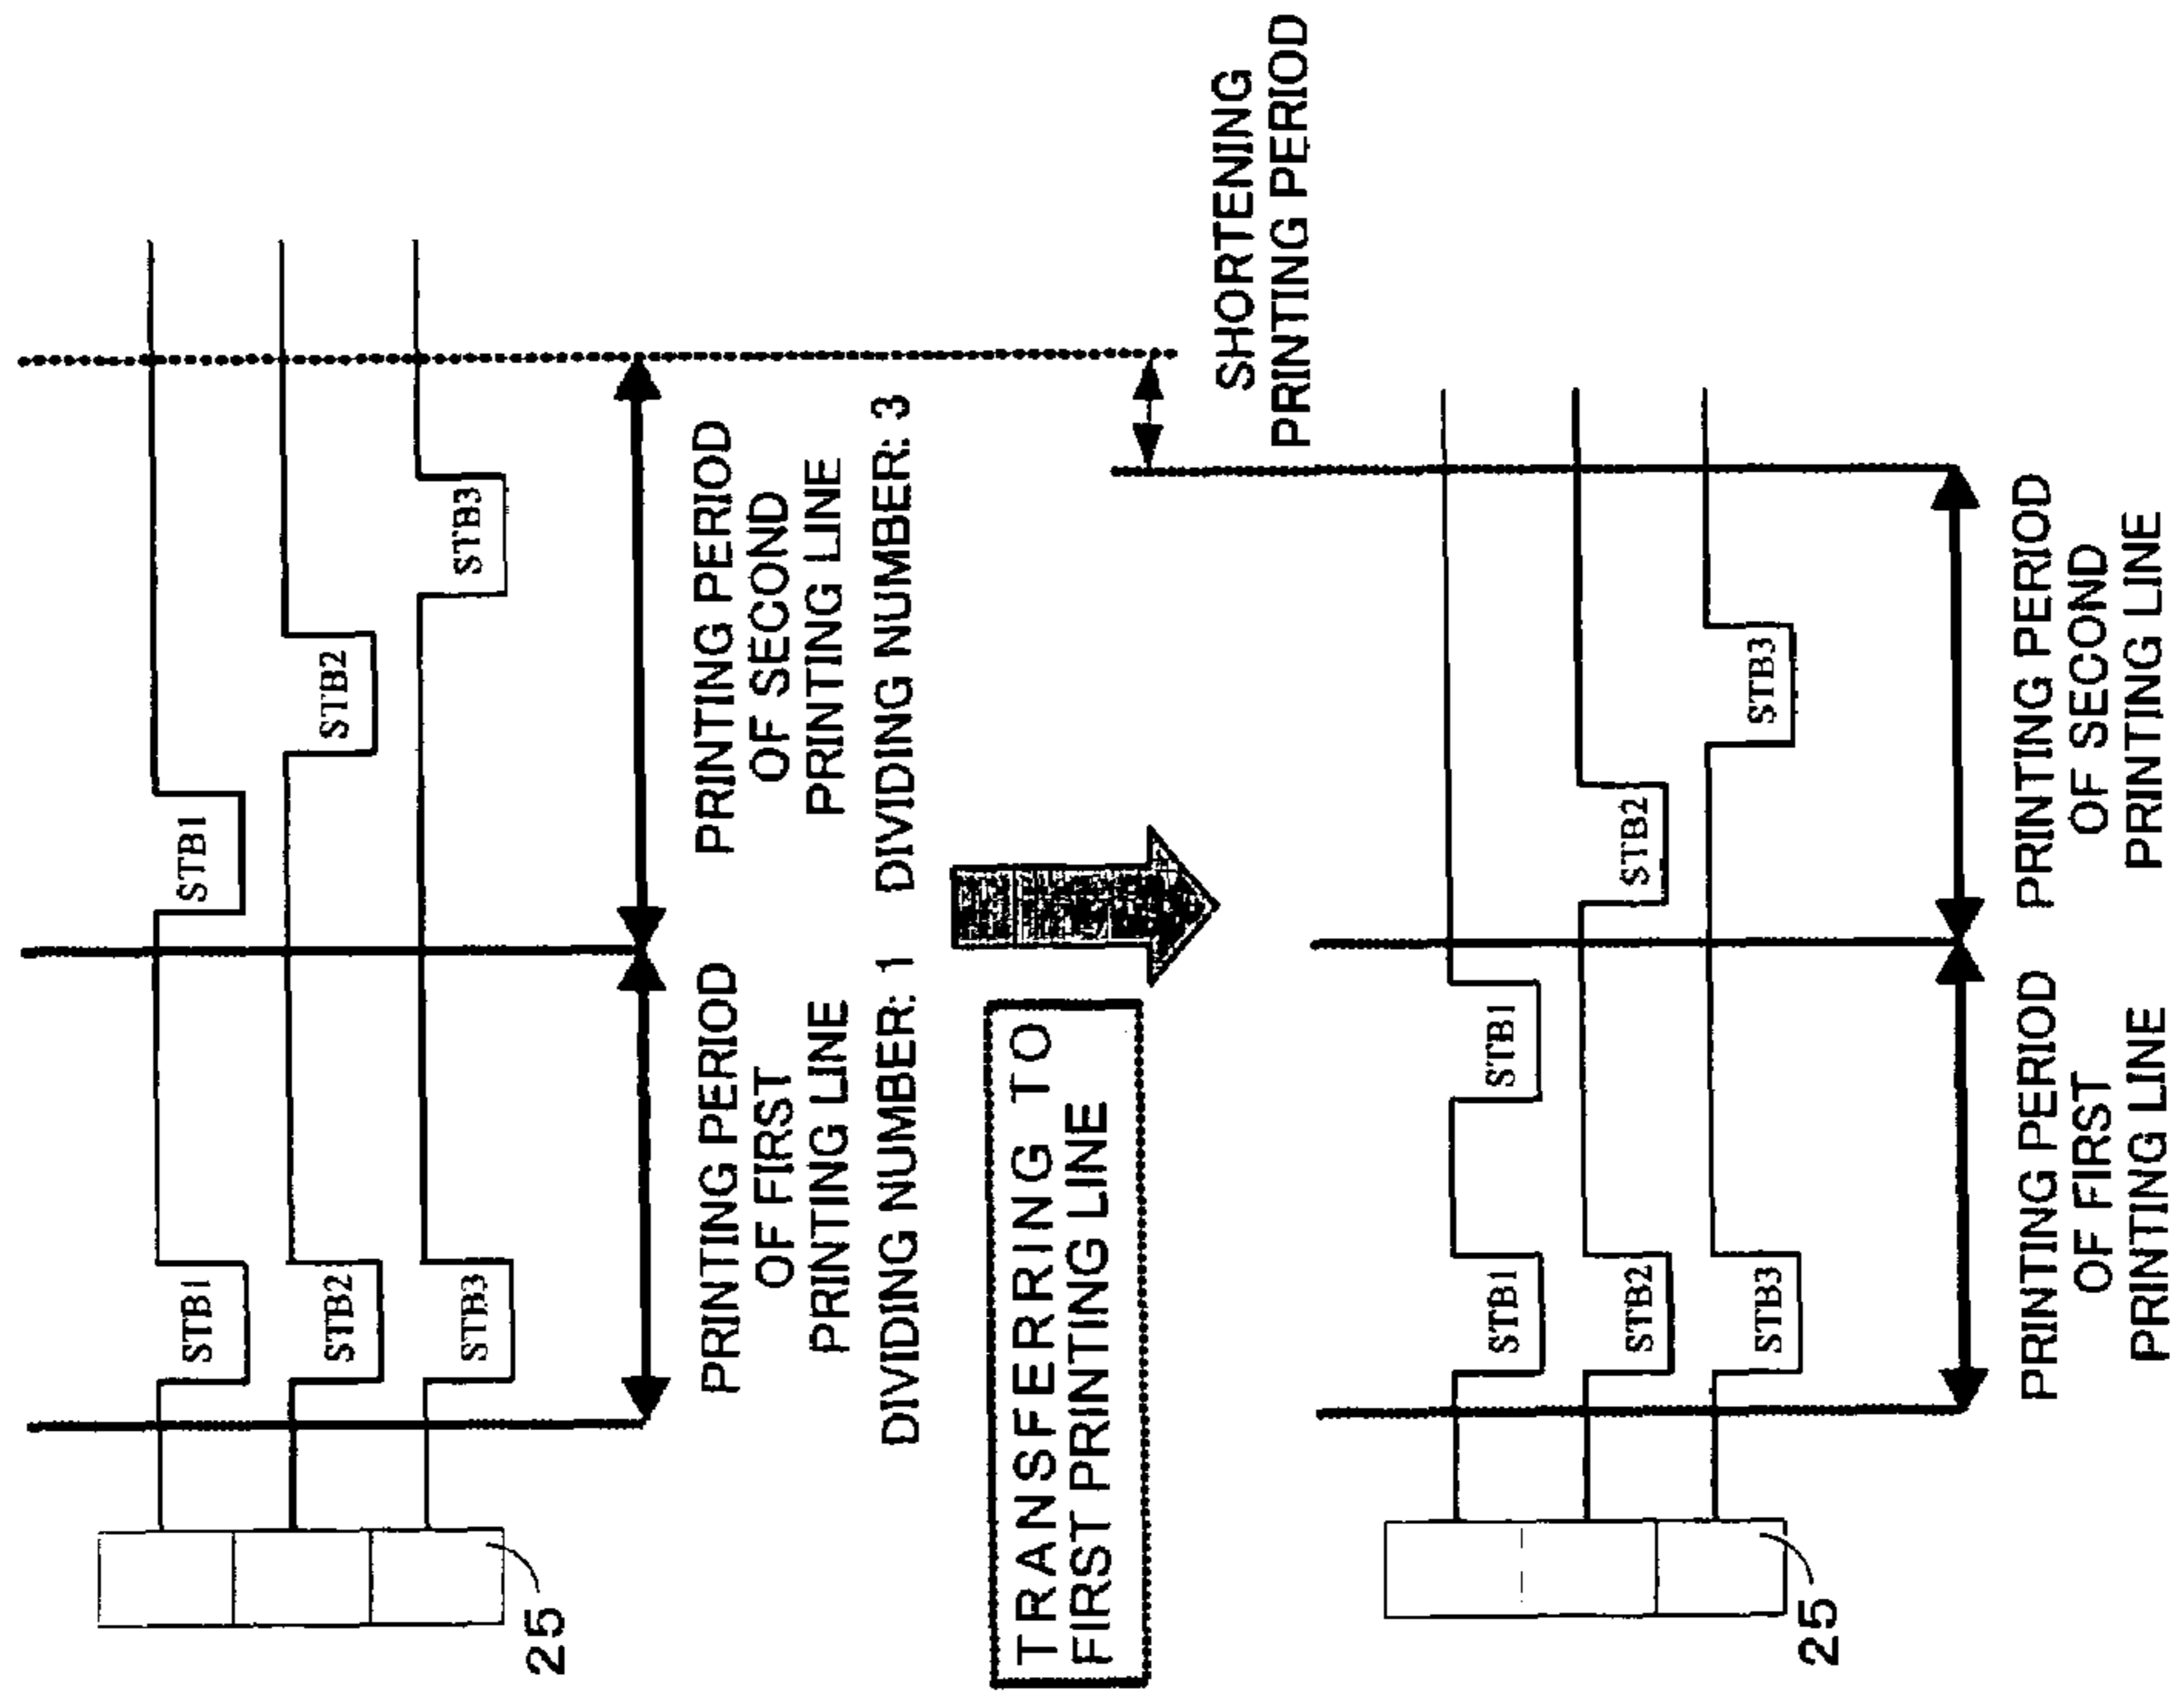 STB1
STB1
STB2
STB2
STB3
STB3
25
PRINTING PERIOD
OF FIRST
PRINTING LINE
PRINTING PERIOD
OF SECOND
PRINTING LINE
DIVIDING NUMBER: 1
DIVIDING NUMBER: 3
TRANSFERRING TO
FIRST PRINTING LINE
SHORTENING
PRINTING PERIOD
STB1
STB1
STB2
STB2
STB3
STB3
25
PRINTING PERIOD
OF FIRST
PRINTING LINE
PRINTING PERIOD
OF SECOND
PRINTING LINE